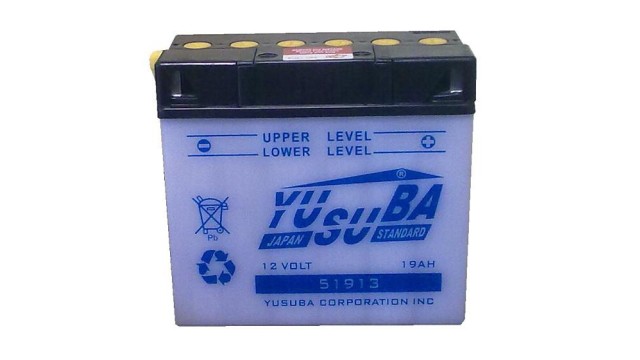 UPPER LEVEL
LOWER LEVEL
YUSUBA ®
JAPAN STANDARD
Pb
12 VOLT 19AH
51913
YUSUBA CORPORATION INC